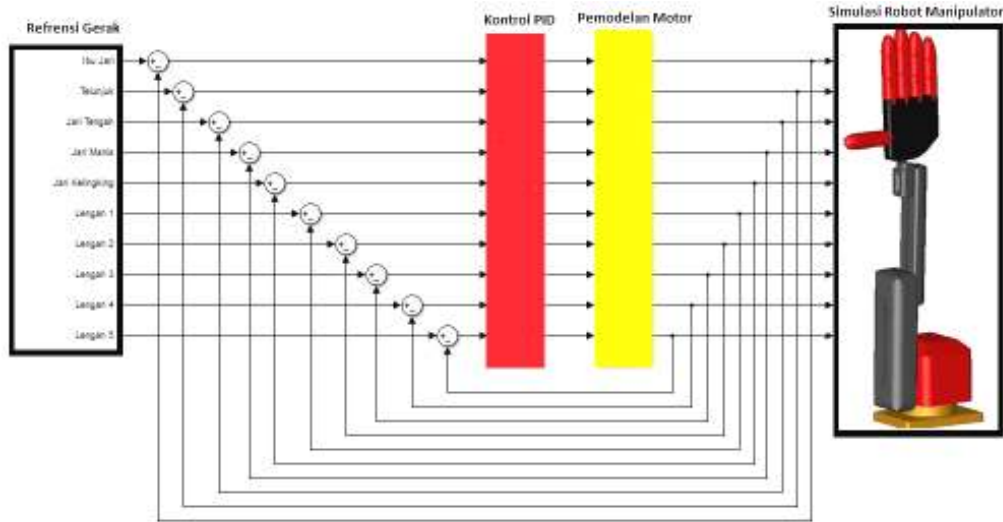 Refrensi Gerak
Kontrol PID
Pemodelan Motor
Simulasi Robot Manipulator
Ibu Jari
Telunjuk
Jari Tengah
Jari Manis
Jari Kelingking
Lengan 1
Lengan 2
Lengan 3
Lengan 4
Lengan 5